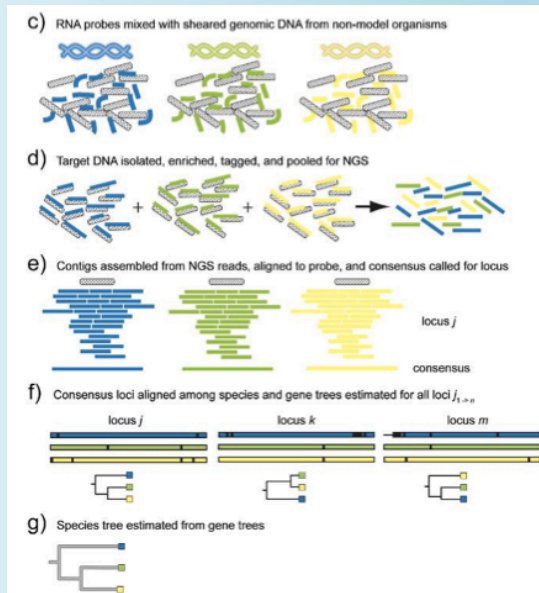 c) RNA probes mixed with sheared genomic DNA from non-model organisms
d) Target DNA isolated, enriched, tagged, and pooled for NGS
+ +
e) Contigs assembled from NGS reads, aligned to probe, and consensus called for locus
locus j
consensus
f) Consensus loci aligned among species and gene trees estimated for all loci j1->n
locus j locus k locus m
g) Species tree estimated from gene trees